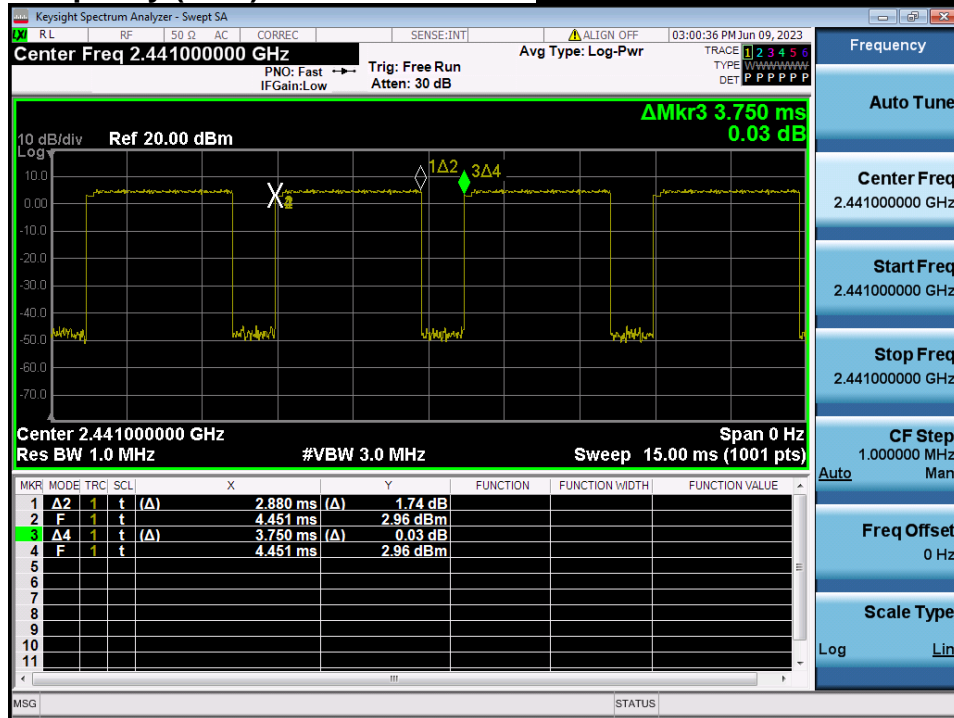 Keysight Spectrum Analyzer - Swept SA
LXI RL RF 50 Ω AC CORREC SENSE:INT ALIGN OFF 03:00:36 PM Jun 09, 2023
Center Freq 2.441000000 GHz
PNO: Fast
IFGain:Low
Trig: Free Run
Atten: 30 dB
Avg Type: Log-Pwr
TRACE 1 2 3 4 5 6
TYPE WWWWWW
DET P P P P P P
ΔMkr3 3.750 ms
0.03 dB
10 dB/div Ref 20.00 dBm
Log
10.0
0.00
-10.0
-20.0
-30.0
-40.0
-50.0
-60.0
-70.0
1Δ2
3Δ4
Center 2.441000000 GHz Span 0 Hz
Res BW 1.0 MHz #VBW 3.0 MHz Sweep 15.00 ms (1001 pts)
MKR MODE TRC SCL X Y FUNCTION FUNCTION WIDTH FUNCTION VALUE
1 Δ2 1 t (Δ) 2.880 ms (Δ) 1.74 dB
2 F 1 t 4.451 ms 2.96 dBm
3 Δ4 1 t (Δ) 3.750 ms (Δ) 0.03 dB
4 F 1 t 4.451 ms 2.96 dBm
5
6
7
8
9
10
11
MSG STATUS
Frequency
Auto Tune
Center Freq
2.441000000 GHz
Start Freq
2.441000000 GHz
Stop Freq
2.441000000 GHz
CF Step
1.000000 MHz
Auto Man
Freq Offset
0 Hz
Scale Type
Log Lin